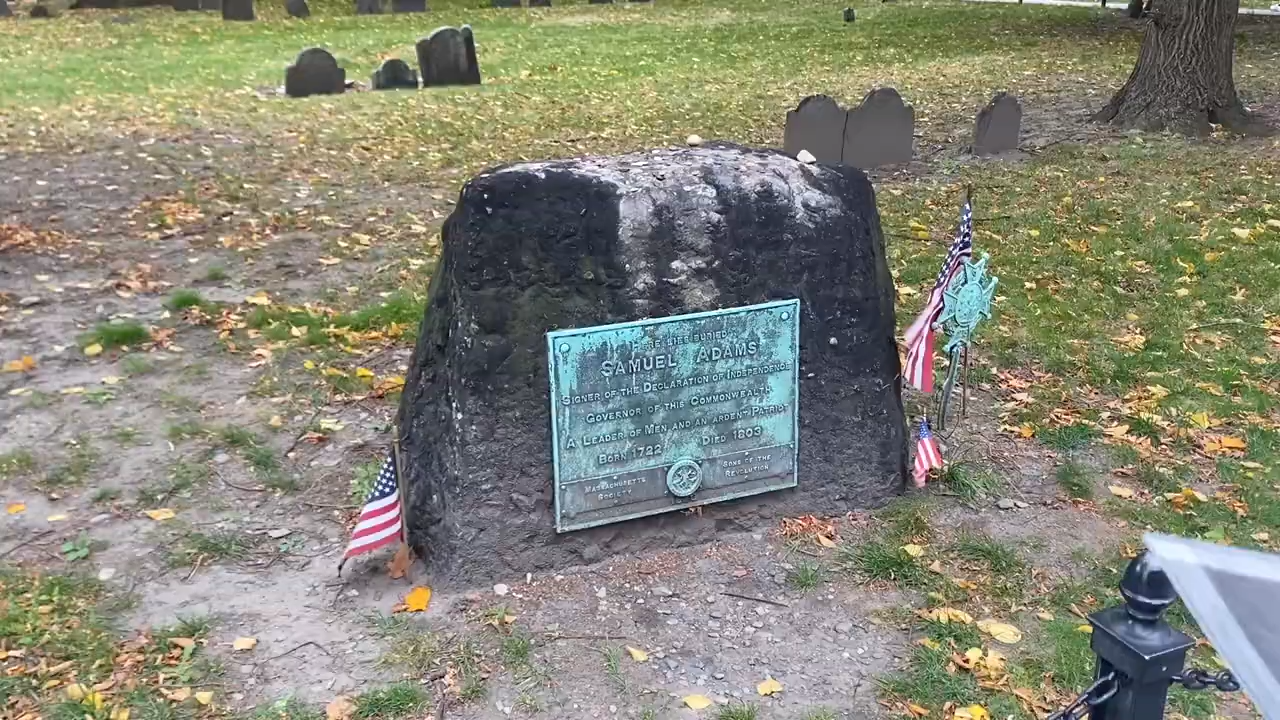 HERE LIES BURIED
SAMUEL ADAMS
SIGNER OF THE DECLARATION OF INDEPENDENCE
GOVERNOR OF THIS COMMONWEALTH
A LEADER OF MEN AND AN ARDENT PATRIOT
BORN 1722 DIED 1803
MASSACHUSETTS SOCIETY
SONS OF THE REVOLUTION